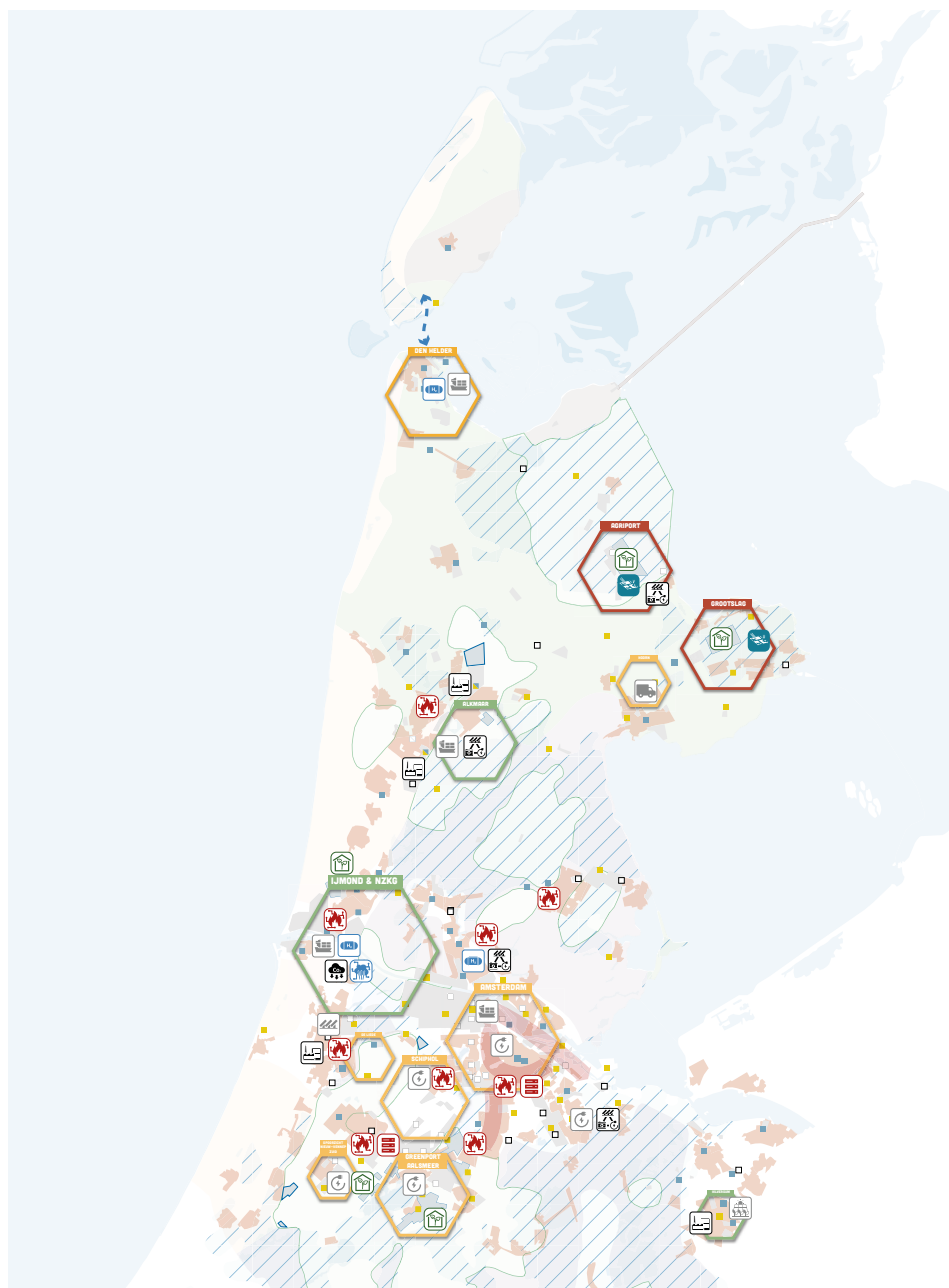 DEN HELDER
AGRIPORT
GROOTSLAG
ALKMAAR
IJMOND & NZKG
AMSTERDAM
SCHIPHOL
GREENPORT
AALSMEER